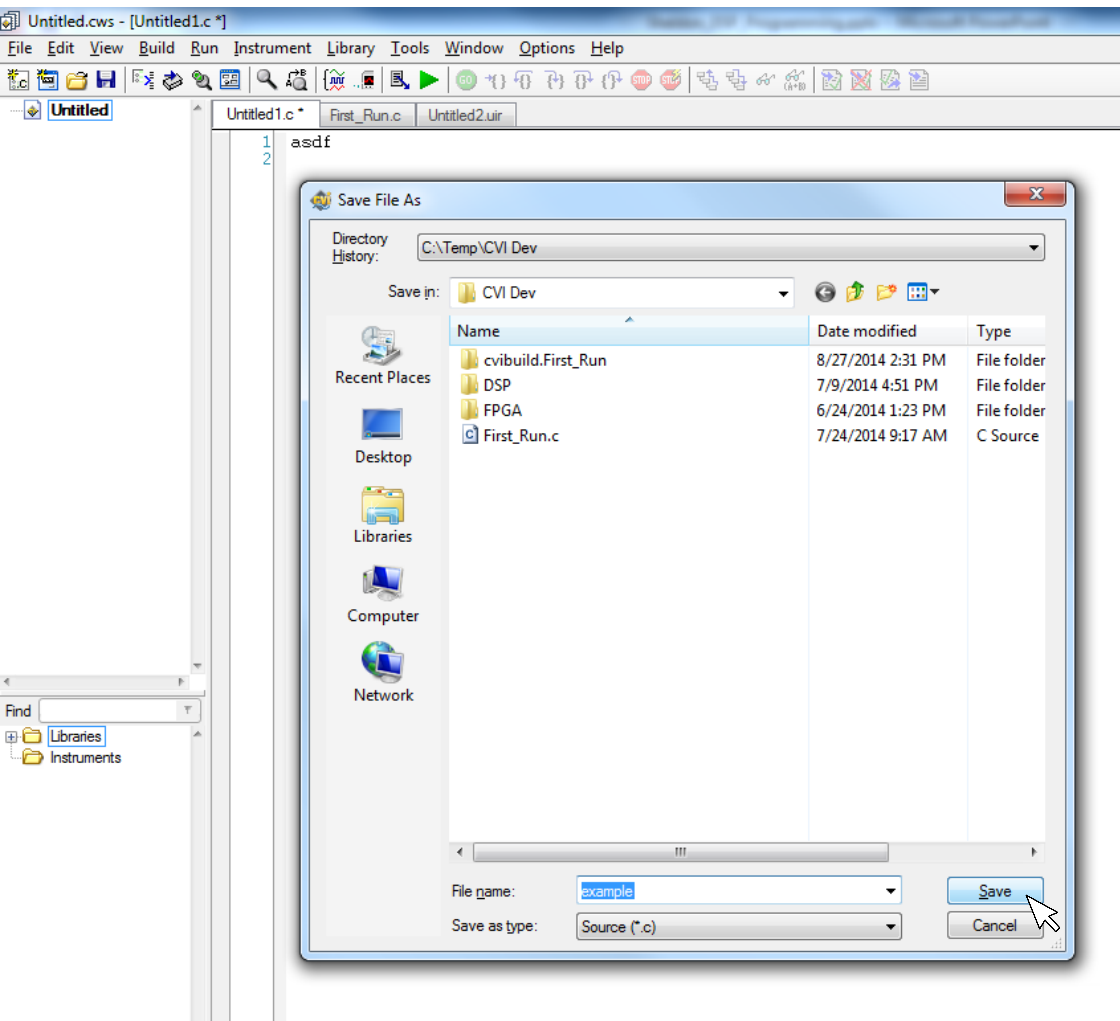 Untitled.cws - [Untitled1.c *]
File Edit View Build Run Instrument Library Tools Window Options Help
GO STOP STOP
Untitled
Untitled1.c * First_Run.c Untitled2.uir
1 asdf
2
Save File As
Directory History: C:\Temp\CVI Dev
Save in: CVI Dev
Name Date modified Type
cvibuild.First_Run 8/27/2014 2:31 PM File folder
DSP 7/9/2014 4:51 PM File folder
FPGA 6/24/2014 1:23 PM File folder
First_Run.c 7/24/2014 9:17 AM C Source
Recent Places
Desktop
Libraries
Computer
Network
Find
Libraries
Instruments
File name: example Save
Save as type: Source (*.c) Cancel